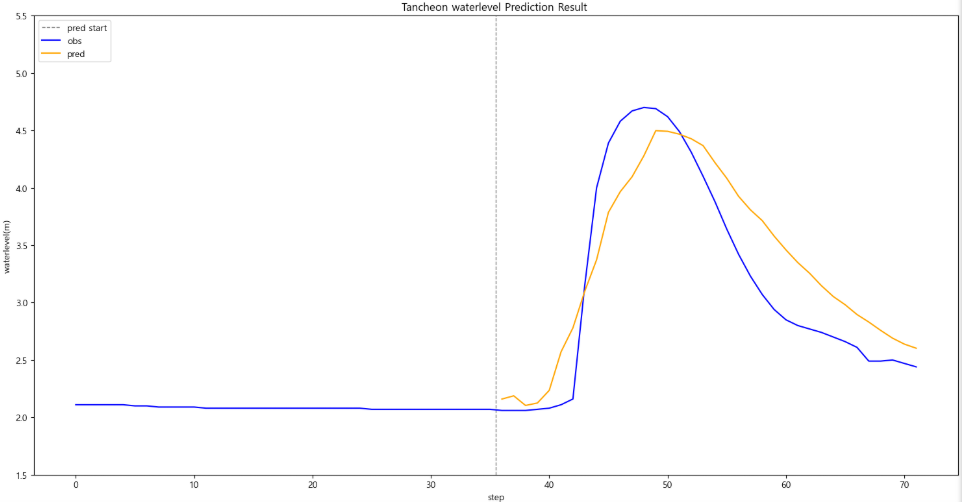 Tancheon waterlevel Prediction Result
pred start
obs
pred
waterlevel(m)
5.5
5.0
4.5
4.0
3.5
3.0
2.5
2.0
1.5
0 10 20 30 40 50 60 70
step